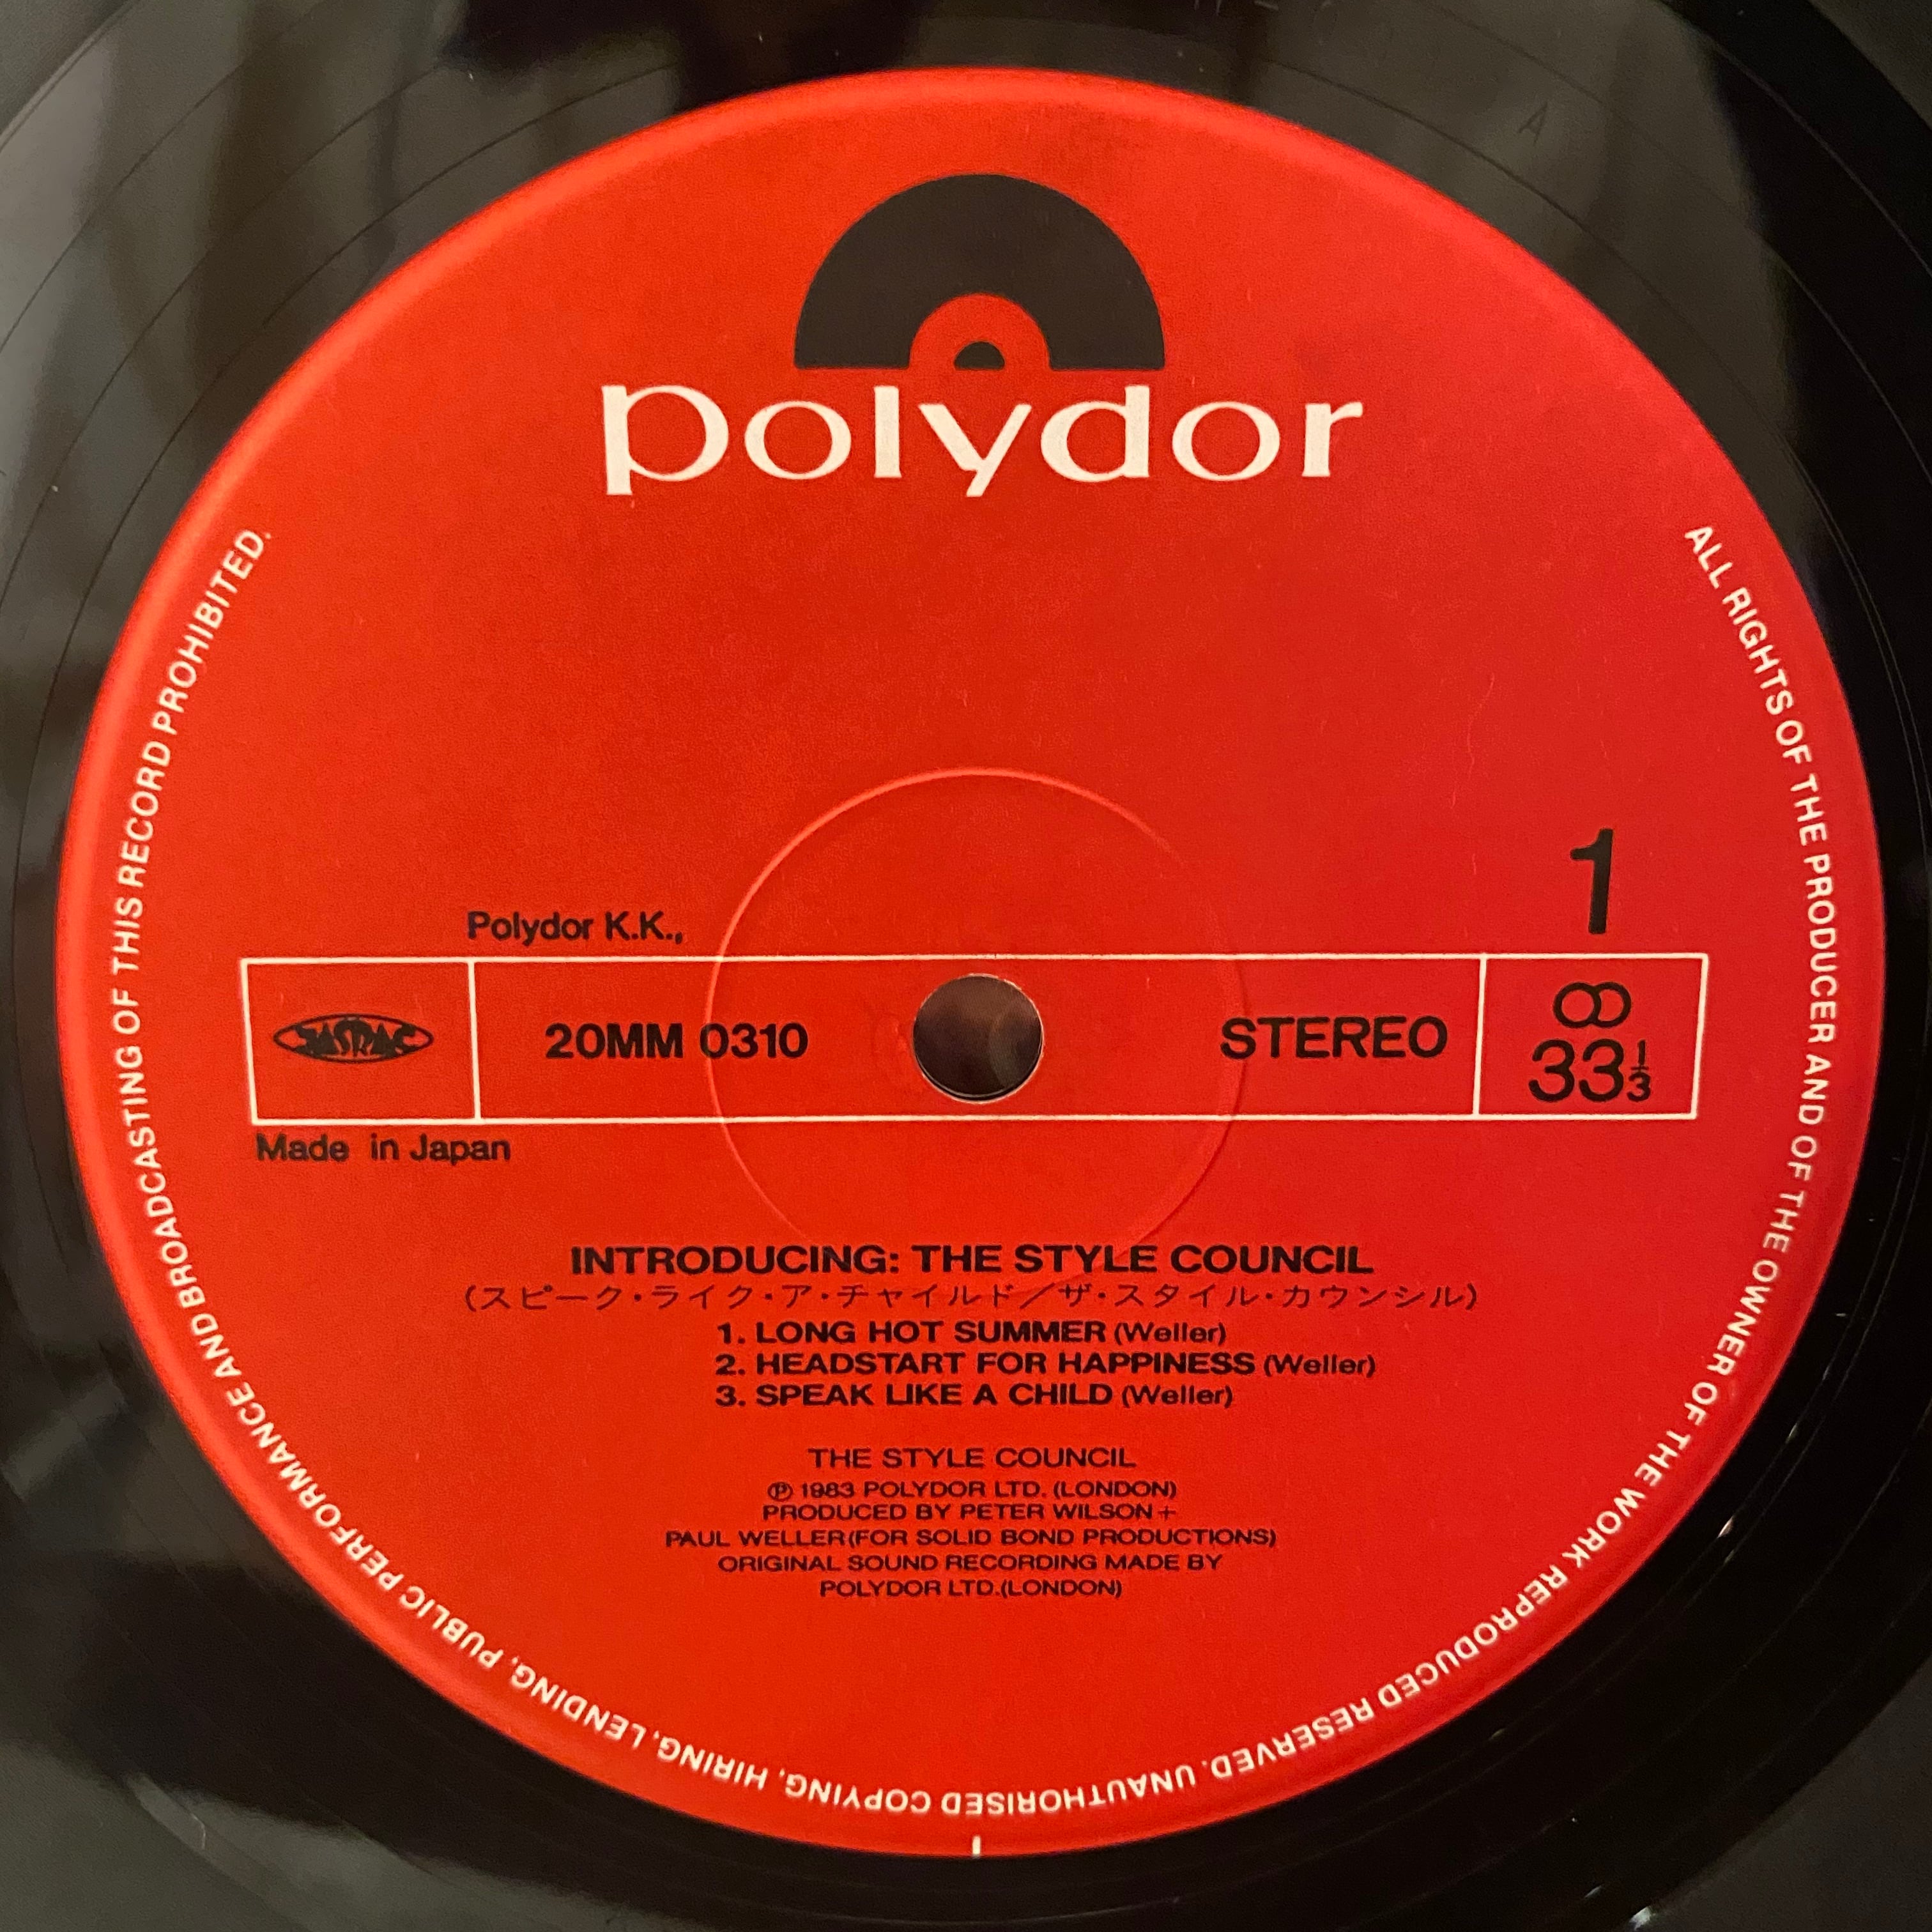 polydor
1
Polydor K.K.,
JASRAC
20MM 0310
STEREO
33 1/3
Made in Japan
INTRODUCING: THE STYLE COUNCIL
(スピーク・ライク・ア・チャイルド／ザ・スタイル・カウンシル)
1. LONG HOT SUMMER (Weller)
2. HEADSTART FOR HAPPINESS (Weller)
3. SPEAK LIKE A CHILD (Weller)
THE STYLE COUNCIL
Ⓟ 1983 POLYDOR LTD. (LONDON)
PRODUCED BY PETER WILSON+
PAUL WELLER(FOR SOLID BOND PRODUCTIONS)
ORIGINAL SOUND RECORDING MADE BY
POLYDOR LTD.(LONDON)
ALL RIGHTS OF THE PRODUCER AND OF THE OWNER OF THE WORK REPRODUCED RESERVED. UNAUTHORISED COPYING, HIRING, LENDING, PUBLIC PERFORMANCE AND BROADCASTING OF THIS RECORD PROHIBITED.
A